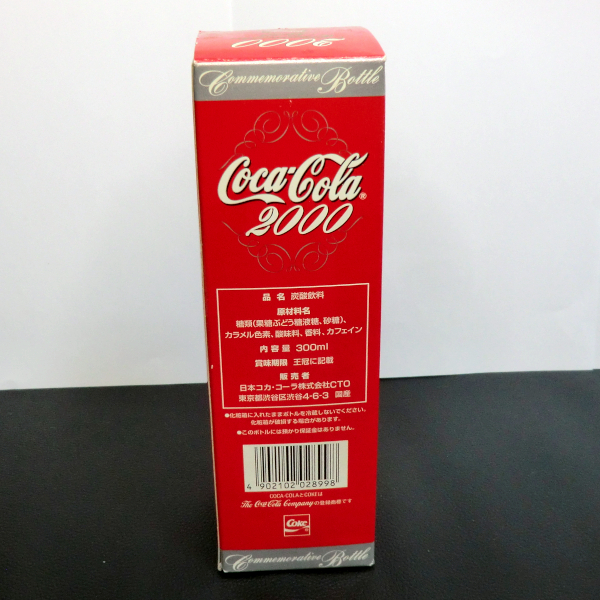 2000
Commemorative Bottle
Coca-Cola®
2000
品 名 炭酸飲料
原材料名
糖類(果糖ぶどう糖液糖、砂糖)、
カラメル色素、酸味料、香料、カフェイン
内 容 量 300ml
賞味期限 王冠に記載
販 売 者
日本コカ・コーラ株式会社CTO
東京都渋谷区渋谷4-6-3 国産
●化粧箱に入れたままボトルを冷蔵しないでください。
化粧箱が破損する場合があります。
●このボトルには預かり保証金はありません。
4 902102 028998
COCA-COLAとCOKEは
The Coca-Cola Companyの登録商標です
Coke
Commemorative Bottle